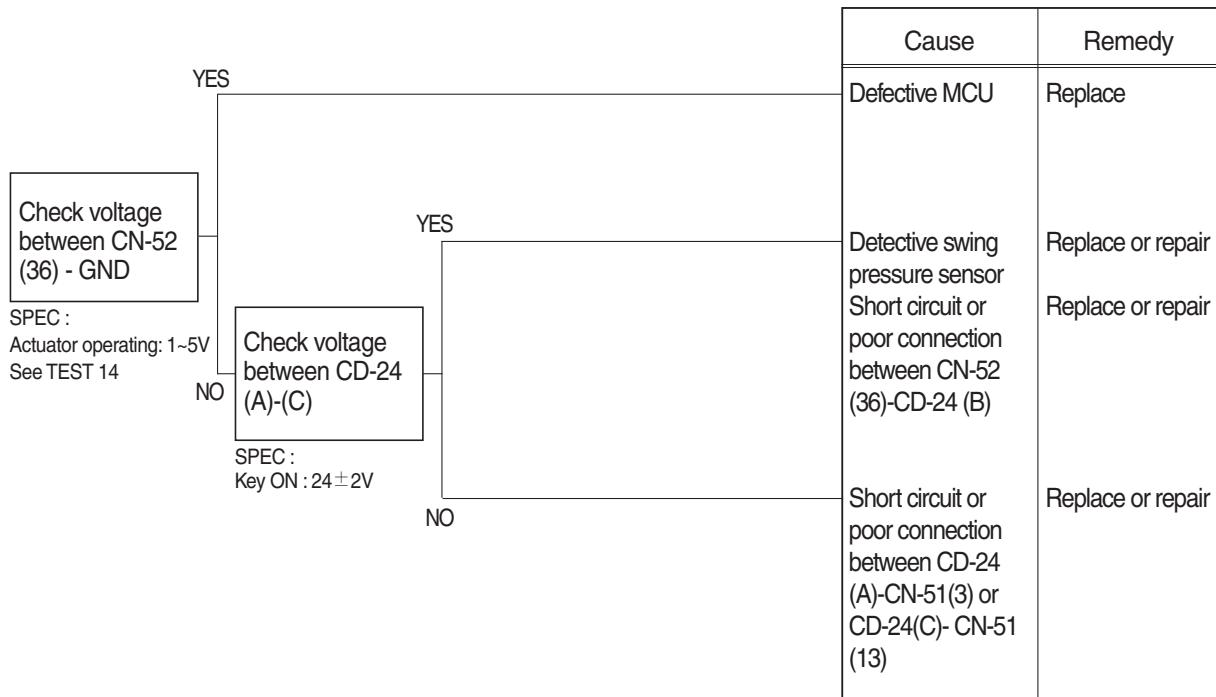 Cause
Remedy
YES
Defective MCU
Replace
Check voltage
between CN-52
(36) - GND
SPEC :
Actuator operating: 1~5V
See TEST 14
NO
YES
Check voltage
between CD-24
(A)-(C)
SPEC :
Key ON : 24±2V
NO
Detective swing
pressure sensor
Replace or repair
Short circuit or
poor connection
between CN-52
(36)-CD-24 (B)
Replace or repair
Short circuit or
poor connection
between CD-24
(A)-CN-51(3) or
CD-24(C)- CN-51
(13)
Replace or repair